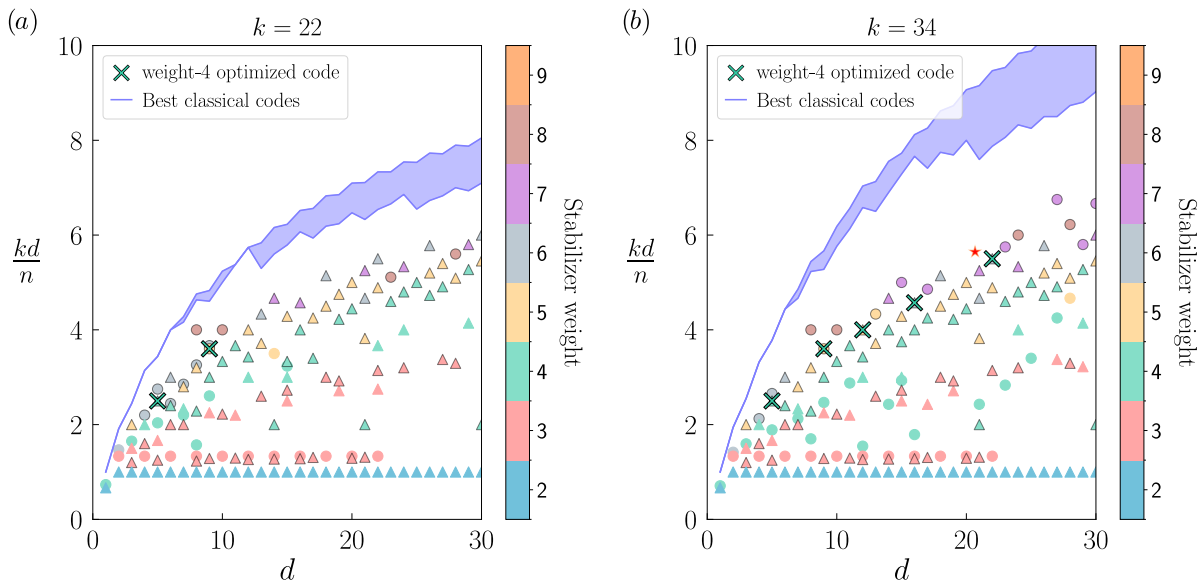 (a)
k = 22
10
8
6
4
2
0
kd
n
0
10
20
30
d
weight-4 optimized code
Best classical codes
9
8
7
6
5
4
3
2
Stabilizer weight
(b)
k = 34
10
8
6
4
2
0
kd
n
0
10
20
30
d
weight-4 optimized code
Best classical codes
9
8
7
6
5
4
3
2
Stabilizer weight